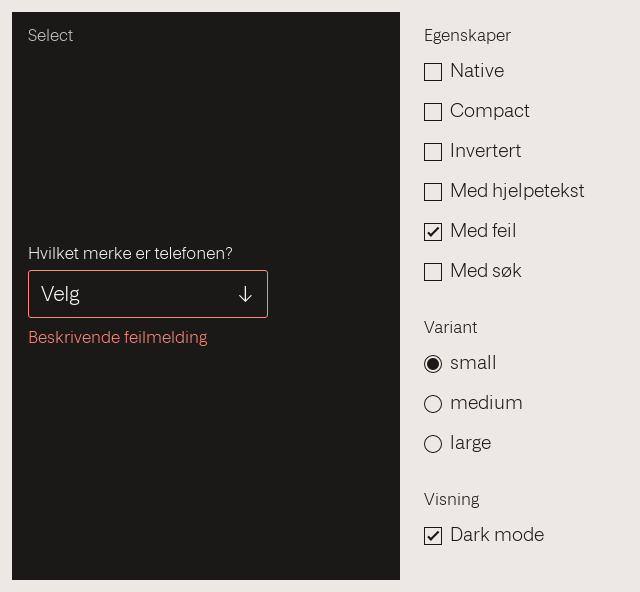 Select
Hvilket merke er telefonen?
Velg
Beskrivende feilmelding
Egenskaper
Native
Compact
Invertert
Med hjelpetekst
Med feil
Med søk
Variant
small
medium
large
Visning
Dark mode